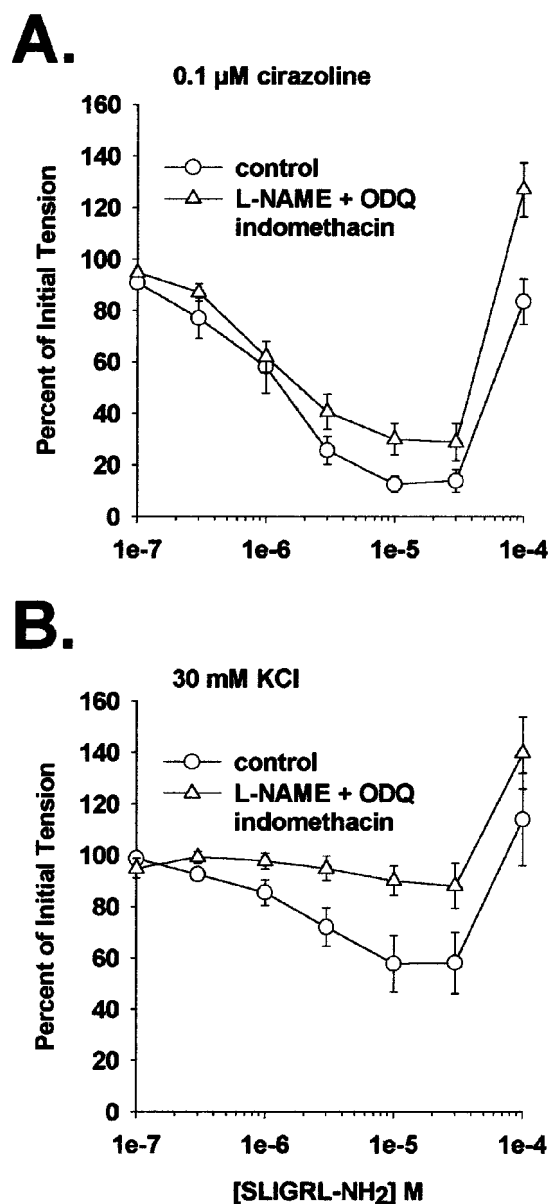 A.
0.1 µM cirazoline
160
140
120
100
80
60
40
20
0
Percent of Initial Tension
control
L-NAME + ODQ
indomethacin
1e-7 1e-6 1e-5 1e-4
B.
30 mM KCl
160
140
120
100
80
60
40
20
0
Percent of Initial Tension
control
L-NAME + ODQ
indomethacin
1e-7 1e-6 1e-5 1e-4
[SLIGRL-NH2] M